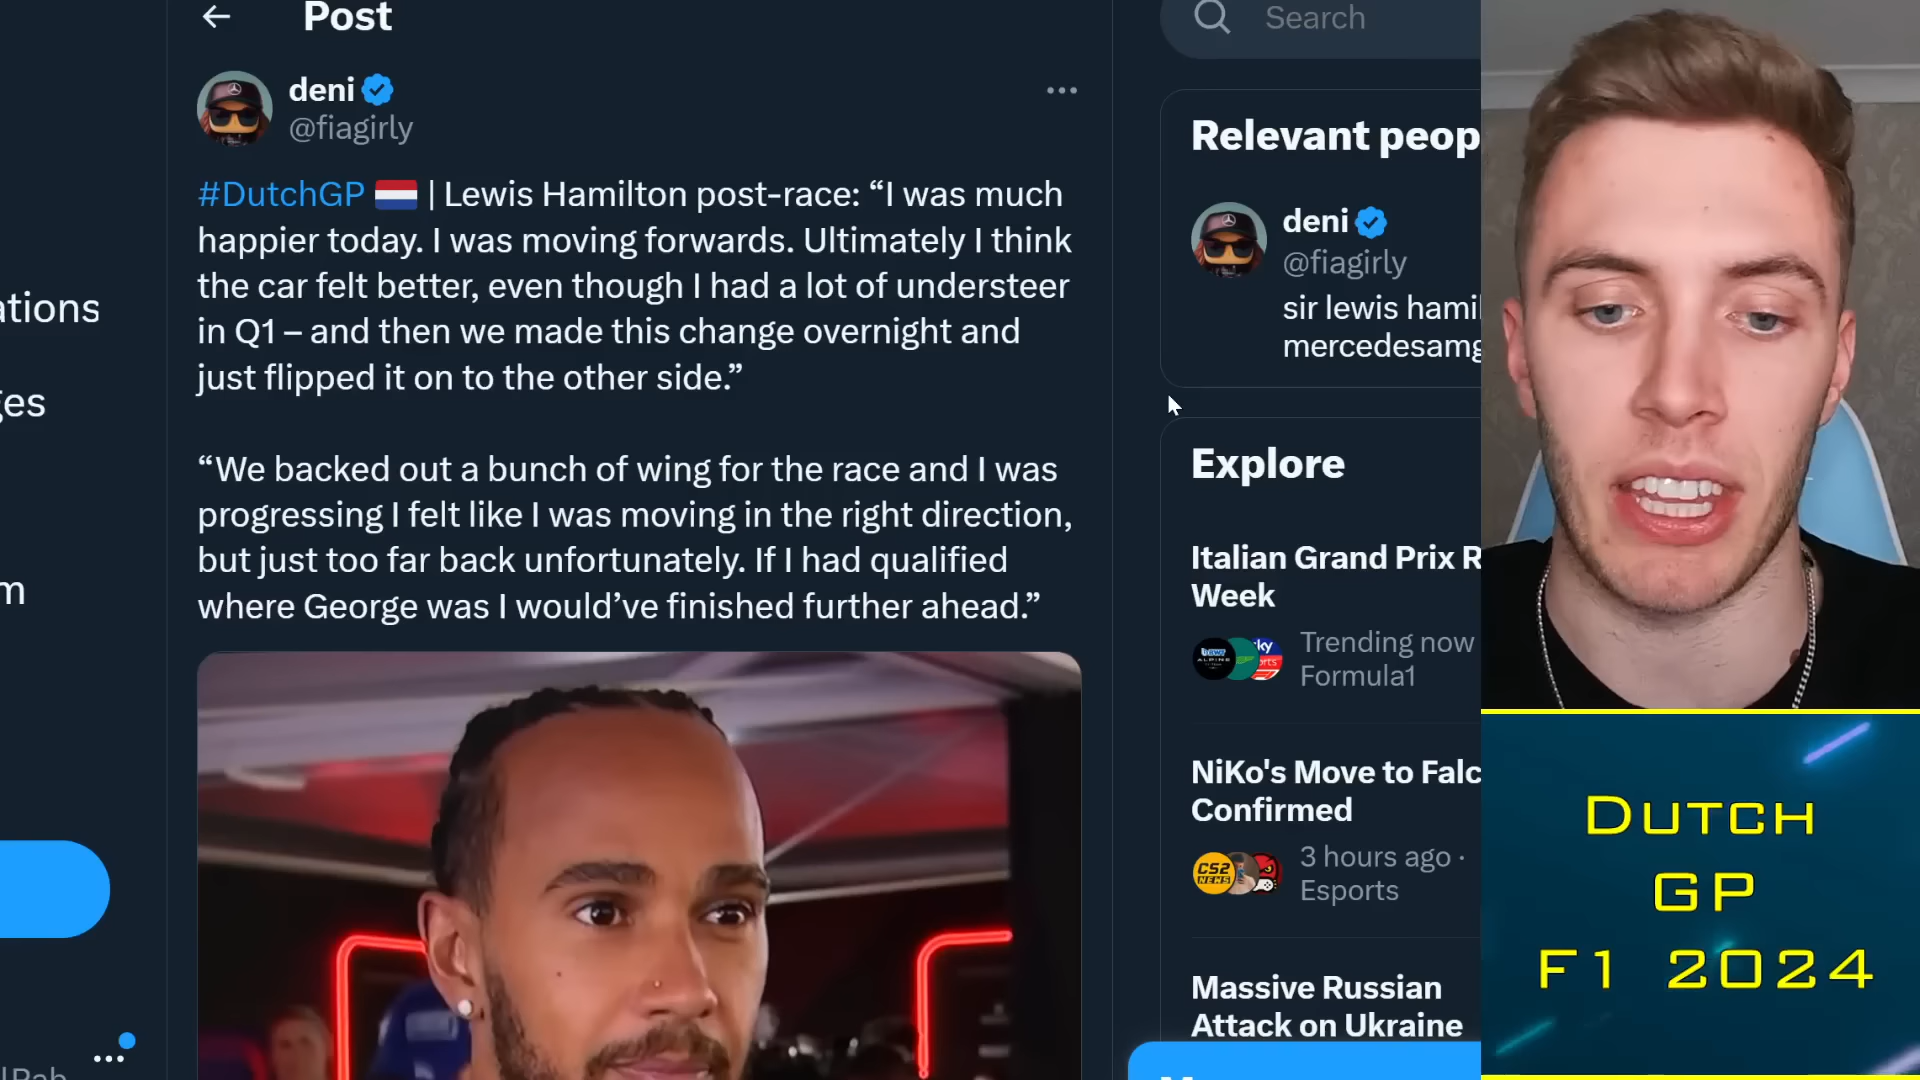 Post
Search
deni
@fiagirly
#DutchGP 🇳🇱 | Lewis Hamilton post-race: “I was much
happier today. I was moving forwards. Ultimately I think
the car felt better, even though I had a lot of understeer
in Q1 – and then we made this change overnight and
just flipped it on to the other side.”
“We backed out a bunch of wing for the race and I was
progressing I felt like I was moving in the right direction,
but just too far back unfortunately. If I had qualified
where George was I would’ve finished further ahead.”
Relevant peop
deni
@fiagirly
sir lewis hamil
mercedesamg
Explore
Italian Grand Prix R
Week
Trending now
Formula1
NiKo's Move to Falc
Confirmed
CS2
NEWS
3 hours ago ·
Esports
Massive Russian
Attack on Ukraine
ations
ges
m
DUTCH
GP
F1 2024